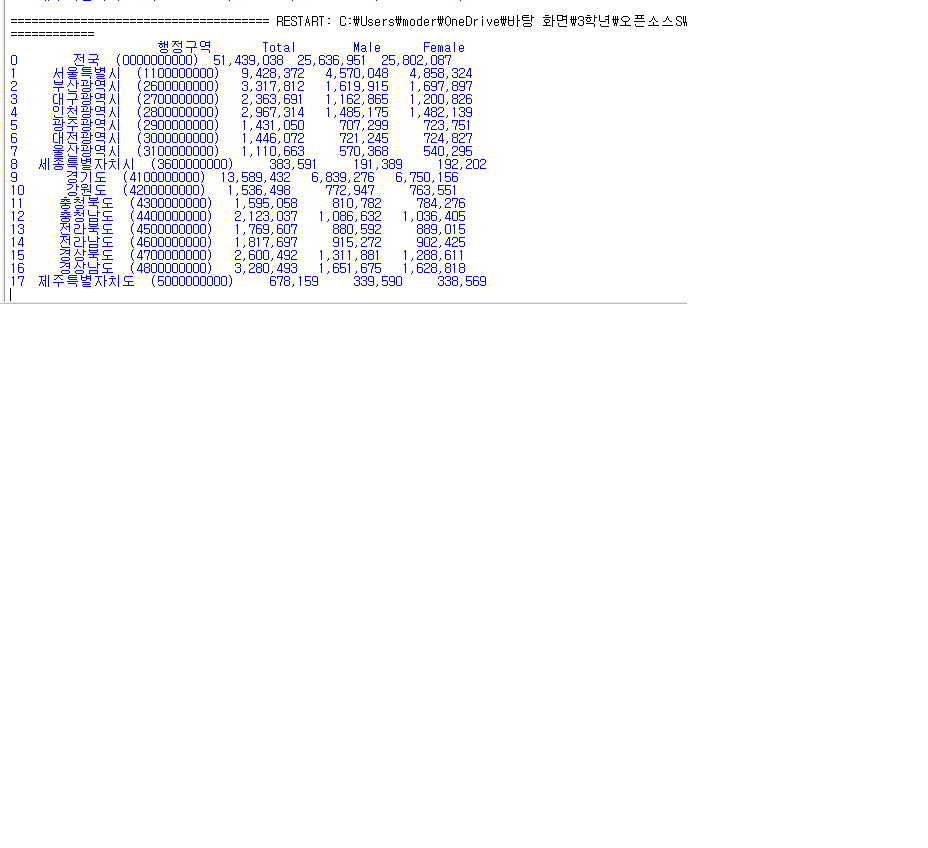 ===================================== RESTART: C:\Users\moder\OneDrive\바탕 화면\3학년\오픈소스SW
============
행정구역 Total Male Female
0 전국 (0000000000) 51,439,038 25,636,951 25,802,087
1 서울특별시 (1100000000) 9,428,372 4,570,048 4,858,324
2 부산광역시 (2600000000) 3,317,812 1,619,915 1,697,897
3 대구광역시 (2700000000) 2,363,691 1,162,865 1,200,826
4 인천광역시 (2800000000) 2,967,314 1,485,175 1,482,139
5 광주광역시 (2900000000) 1,431,050 707,299 723,751
6 대전광역시 (3000000000) 1,446,072 721,245 724,827
7 울산광역시 (3100000000) 1,110,663 570,368 540,295
8 세종특별자치시 (3600000000) 383,591 191,389 192,202
9 경기도 (4100000000) 13,589,432 6,839,276 6,750,156
10 강원도 (4200000000) 1,536,498 772,947 763,551
11 충청북도 (4300000000) 1,595,058 810,782 784,276
12 충청남도 (4400000000) 2,123,037 1,086,632 1,036,405
13 전라북도 (4500000000) 1,769,607 880,592 889,015
14 전라남도 (4600000000) 1,817,697 915,272 902,425
15 경상북도 (4700000000) 2,600,492 1,311,881 1,288,611
16 경상남도 (4800000000) 3,280,493 1,651,675 1,628,818
17 제주특별자치도 (5000000000) 678,159 339,590 338,569